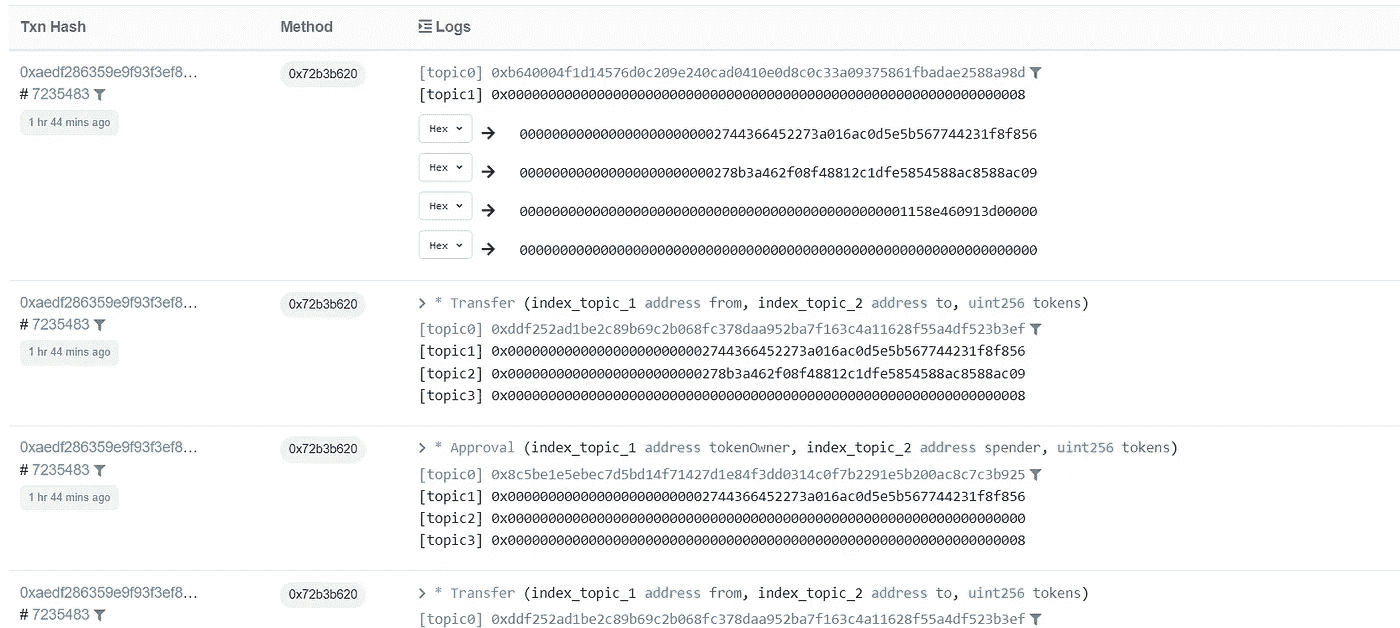 Txn Hash Method Logs
0xaedf286359e9f93f3ef8... 0x72b3b620 [topic0] 0xb640004f1d14576d0c209e240cad0410e0d8c0c33a09375861fbadae2588a98d
# 7235483 [topic1] 0x0000000000000000000000000000000000000000000000000000000000000008
1 hr 44 mins ago
Hex → 0000000000000000000000002744366452273a016ac0d5e5b567744231f8f856
Hex → 000000000000000000000000278b3a462f08f48812c1dfe5854588ac8588ac09
Hex → 000000000000000000000000000000000000000000000001158e460913d00000
Hex → 0000000000000000000000000000000000000000000000000000000000000000
0xaedf286359e9f93f3ef8... 0x72b3b620 > * Transfer (index_topic_1 address from, index_topic_2 address to, uint256 tokens)
# 7235483 [topic0] 0xddf252ad1be2c89b69c2b068fc378daa952ba7f163c4a11628f55a4df523b3ef
1 hr 44 mins ago [topic1] 0x0000000000000000000000002744366452273a016ac0d5e5b567744231f8f856
[topic2] 0x000000000000000000000000278b3a462f08f48812c1dfe5854588ac8588ac09
[topic3] 0x0000000000000000000000000000000000000000000000000000000000000008
0xaedf286359e9f93f3ef8... 0x72b3b620 > * Approval (index_topic_1 address tokenOwner, index_topic_2 address spender, uint256 tokens)
# 7235483 [topic0] 0x8c5be1e5ebec7d5bd14f71427d1e84f3dd0314c0f7b2291e5b200ac8c7c3b925
1 hr 44 mins ago [topic1] 0x0000000000000000000000002744366452273a016ac0d5e5b567744231f8f856
[topic2] 0x0000000000000000000000000000000000000000000000000000000000000000
[topic3] 0x0000000000000000000000000000000000000000000000000000000000000008
0xaedf286359e9f93f3ef8... 0x72b3b620 > * Transfer (index_topic_1 address from, index_topic_2 address to, uint256 tokens)
# 7235483 [topic0] 0xddf252ad1be2c89b69c2b068fc378daa952ba7f163c4a11628f55a4df523b3ef